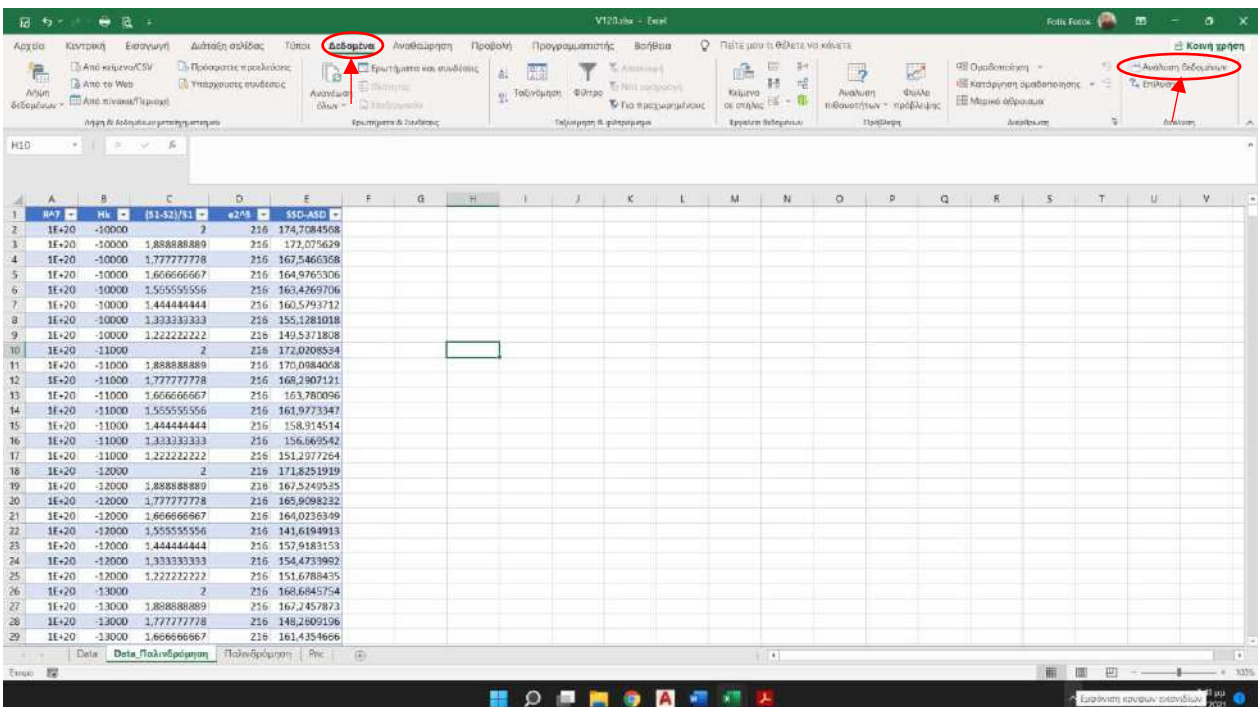 V120.xlsx - Excel
Fotis Fotos
Αρχείο Κεντρική Εισαγωγή Διάταξη σελίδας Τύποι Δεδομένα Αναθεώρηση Προβολή Προγραμματιστής Βοήθεια Πείτε μου τι θέλετε να κάνετε Κοινή χρήση
Λήψη δεδομένων
Από κείμενο/CSV
Από το Web
Από πίνακα/Περιοχή
Πρόσφατες προελεύσεις
Υπάρχουσες συνδέσεις
Λήψη & δεδομένων μετασχηματισμού
Ανανέωση όλων
Ερωτήματα και συνδέσεις
Ιδιότητες
Επεξεργασία
Ερωτήματα & Συνδέσεις
Ταξινόμηση
Φίλτρο
Απαλοιφή
Νέα εφαρμογή
Για προχωρημένους
Ταξινόμηση & φιλτράρισμα
Κείμενο σε στήλες
Εργαλεία δεδομένων
Ανάλυση πιθανοτήτων
Φύλλο πρόβλεψης
Πρόβλεψη
Ομαδοποίηση
Κατάργηση ομαδοποίησης
Μερικό άθροισμα
Διάρθρωση
Ανάλυση δεδομένων
Επίλυση
Ανάλυση
H10
A B C D E F G H I J K L M N O P Q R S T U V
1 R^7 Hk (S1-S2)/S1 e2^3 SSD-ASD
2 1E+20 -10000 2 216 174,7084568
3 1E+20 -10000 1,888888889 216 172,075629
4 1E+20 -10000 1,777777778 216 167,5466368
5 1E+20 -10000 1,666666667 216 164,9765306
6 1E+20 -10000 1,555555556 216 163,4269706
7 1E+20 -10000 1,444444444 216 160,5793712
8 1E+20 -10000 1,333333333 216 155,1281018
9 1E+20 -10000 1,222222222 216 149,5371808
10 1E+20 -11000 2 216 172,0208534
11 1E+20 -11000 1,888888889 216 170,0984068
12 1E+20 -11000 1,777777778 216 168,2907121
13 1E+20 -11000 1,666666667 216 163,780096
14 1E+20 -11000 1,555555556 216 161,9773347
15 1E+20 -11000 1,444444444 216 158,914514
16 1E+20 -11000 1,333333333 216 156,669542
17 1E+20 -11000 1,222222222 216 151,2977264
18 1E+20 -12000 2 216 171,8251919
19 1E+20 -12000 1,888888889 216 167,5249535
20 1E+20 -12000 1,777777778 216 165,9098232
21 1E+20 -12000 1,666666667 216 164,0236349
22 1E+20 -12000 1,555555556 216 141,6194913
23 1E+20 -12000 1,444444444 216 157,9183153
24 1E+20 -12000 1,333333333 216 154,4733992
25 1E+20 -12000 1,222222222 216 151,6788435
26 1E+20 -13000 2 216 168,6845754
27 1E+20 -13000 1,888888889 216 167,2457873
28 1E+20 -13000 1,777777778 216 148,2609196
29 1E+20 -13000 1,666666667 216 161,4354666
Data Data_Παλινδρόμηση Παλινδρόμηση Ρπς
Έτοιμο
100%
Εμφάνιση κρυφών εικονιδίων